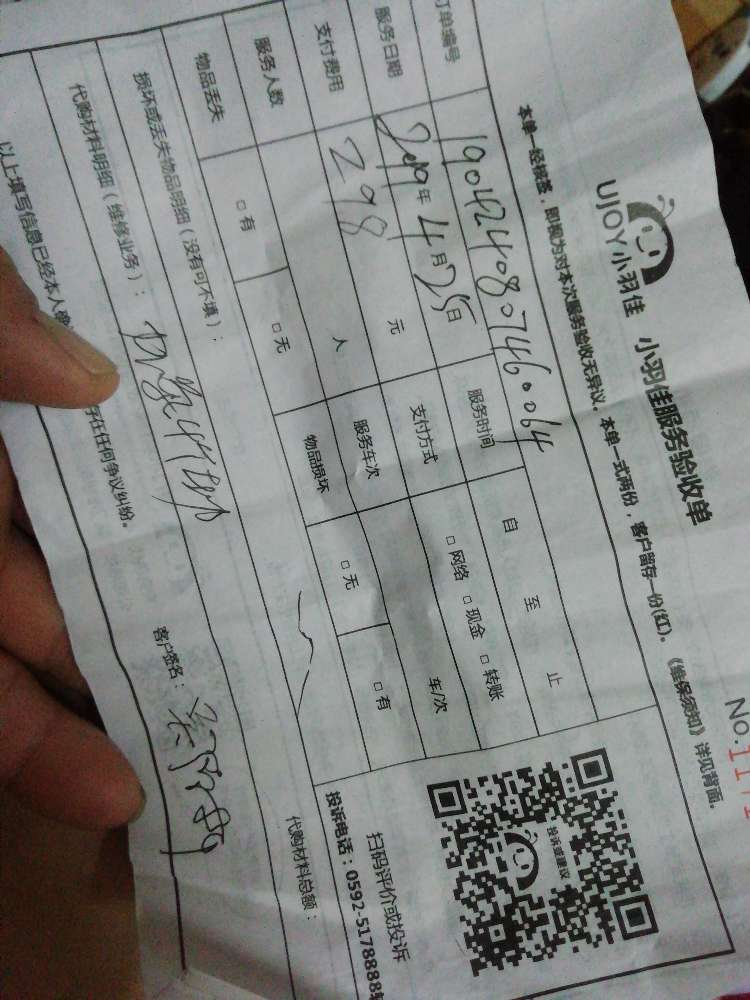 UJOY小羽佳 小羽佳服务验收单
No:1171
本单一经核签，即视为对本次服务验收无异议。本单一式两份，客户留存一份(红)。《维保须知》详见背面。
订单编号 1904240807460064
服务日期 2019年4月25日 服务时间 自 至 止
支付费用 298 元 支付方式 □网络 □现金 □转账
服务人数 人 服务车次 车/次
物品丢失 □有 □无 物品损坏 □无 □有
损坏或丢失物品明细（没有可不填）：
代购材料明细（维修业务）： 代购材料总额：
投诉或建议
扫码评价或投诉
投诉电话：0592-5178888
以上填写信息已经本人确 存在任何争议纠纷。
客户签名：